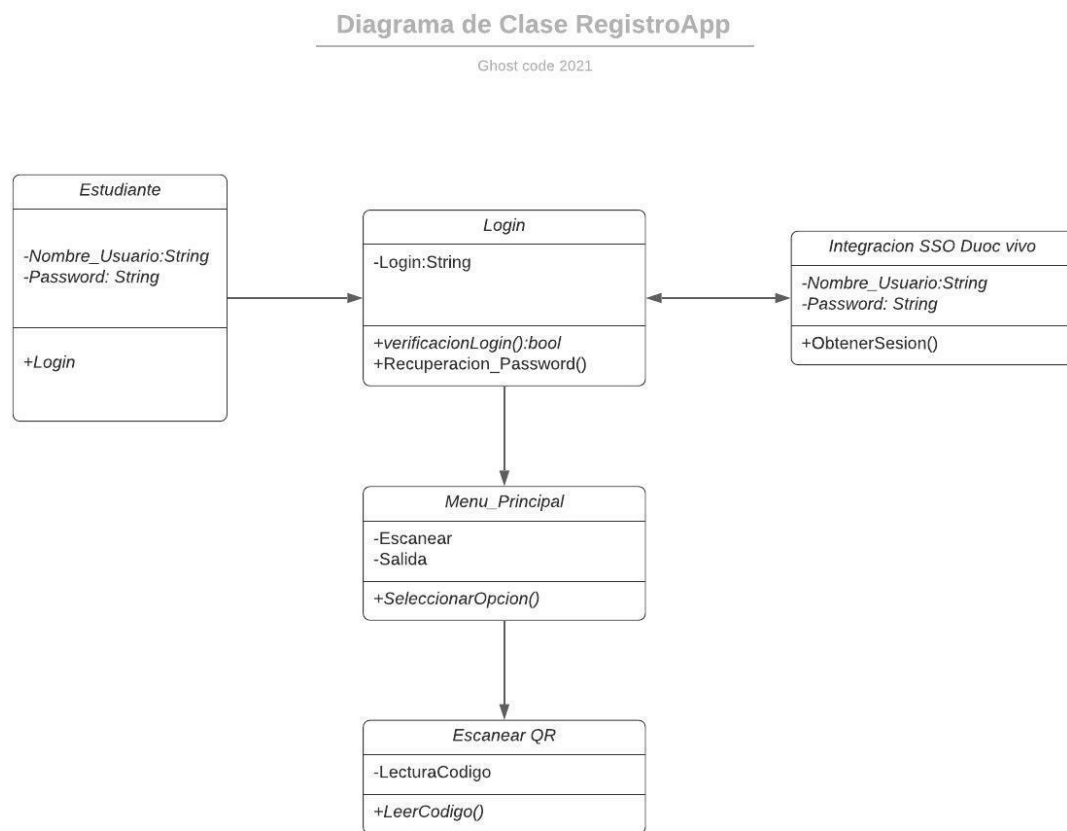 Diagrama de Clase RegistroApp
Ghost code 2021
Estudiante
-Nombre_Usuario:String
-Password: String
+Login
Login
-Login:String
+verificacionLogin():bool
+Recuperacion_Password()
Integracion SSO Duoc vivo
-Nombre_Usuario:String
-Password: String
+ObtenerSesion()
Menu_Principal
-Escanear
-Salida
+SeleccionarOpcion()
Escanear QR
-LecturaCodigo
+LeerCodigo()